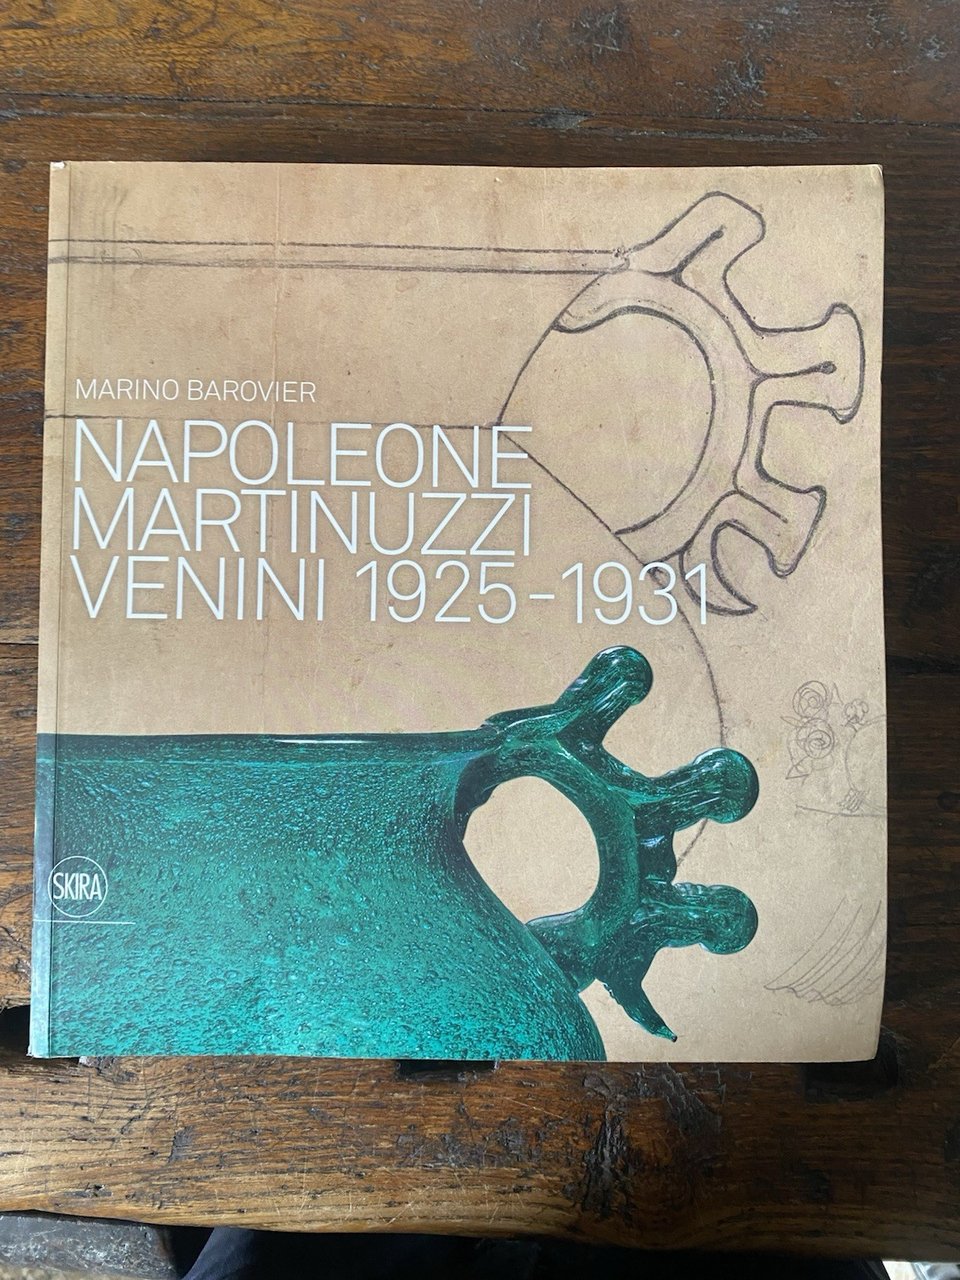 MARINO BAROVIER
NAPOLEONE
MARTINUZZI
VENINI 1925-1931
SKIRA